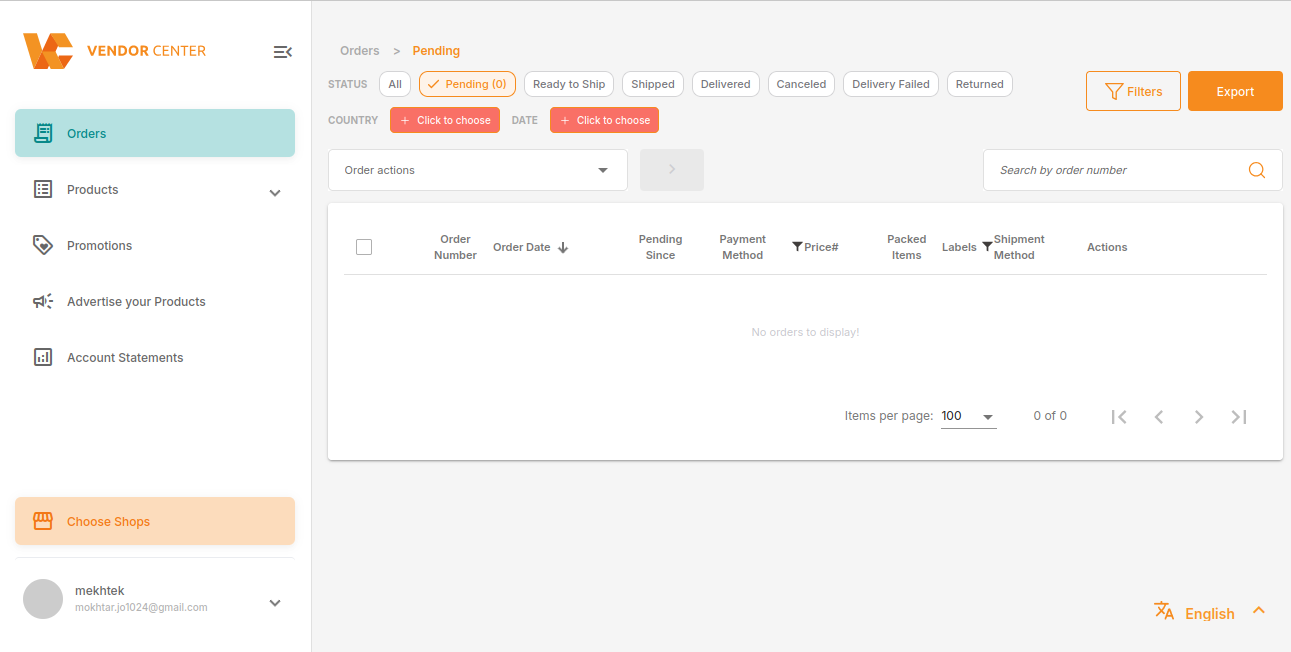 VENDOR CENTER
Orders
Products
Promotions
Advertise your Products
Account Statements
Choose Shops
mekhtek
mokhtar.jo1024@gmail.com
Orders > Pending
STATUS All Pending (0) Ready to Ship Shipped Delivered Canceled Delivery Failed Returned
Filters Export
COUNTRY + Click to choose DATE + Click to choose
Order actions
Search by order number
Order Number Order Date Pending Since Payment Method Price# Packed Items Labels Shipment Method Actions
No orders to display!
Items per page: 100 0 of 0
English